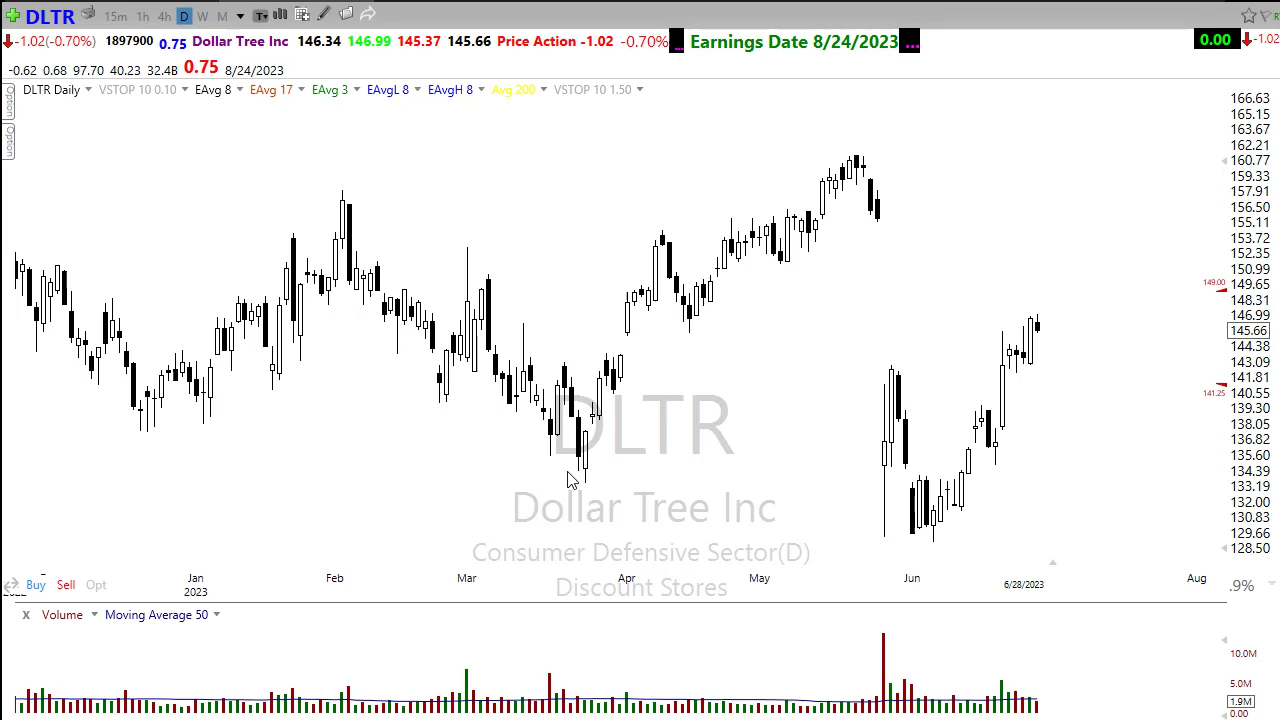 DLTR 15m 1h 4h D W M T
-1.02(-0.70%) 1897900 0.75 Dollar Tree Inc 146.34 146.99 145.37 145.66 Price Action -1.02 -0.70% ... Earnings Date 8/24/2023 ... 0.00 -1.02
-0.62 0.68 97.70 40.23 32.4B 0.75 8/24/2023
DLTR Daily VSTOP 10 0.10 EAvg 8 EAvg 17 EAvg 3 EAvgL 8 EAvgH 8 Avg 200 VSTOP 10 1.50
Option
Option
166.63
165.15
163.67
162.21
160.77
159.33
157.91
156.50
155.11
153.72
152.35
150.99
149.00
149.65
148.31
146.99
145.66
144.38
143.09
141.81
141.25
140.55
139.30
138.05
136.82
135.60
134.39
133.19
132.00
130.83
129.66
128.50
DLTR
Dollar Tree Inc
Consumer Defensive Sector(D)
Discount Stores
Jan Feb Mar Apr May Jun 6/28/2023 Aug
2023
Buy Sell Opt .9%
X Volume Moving Average 50
10.0M
5.0M
1.9M
0.00